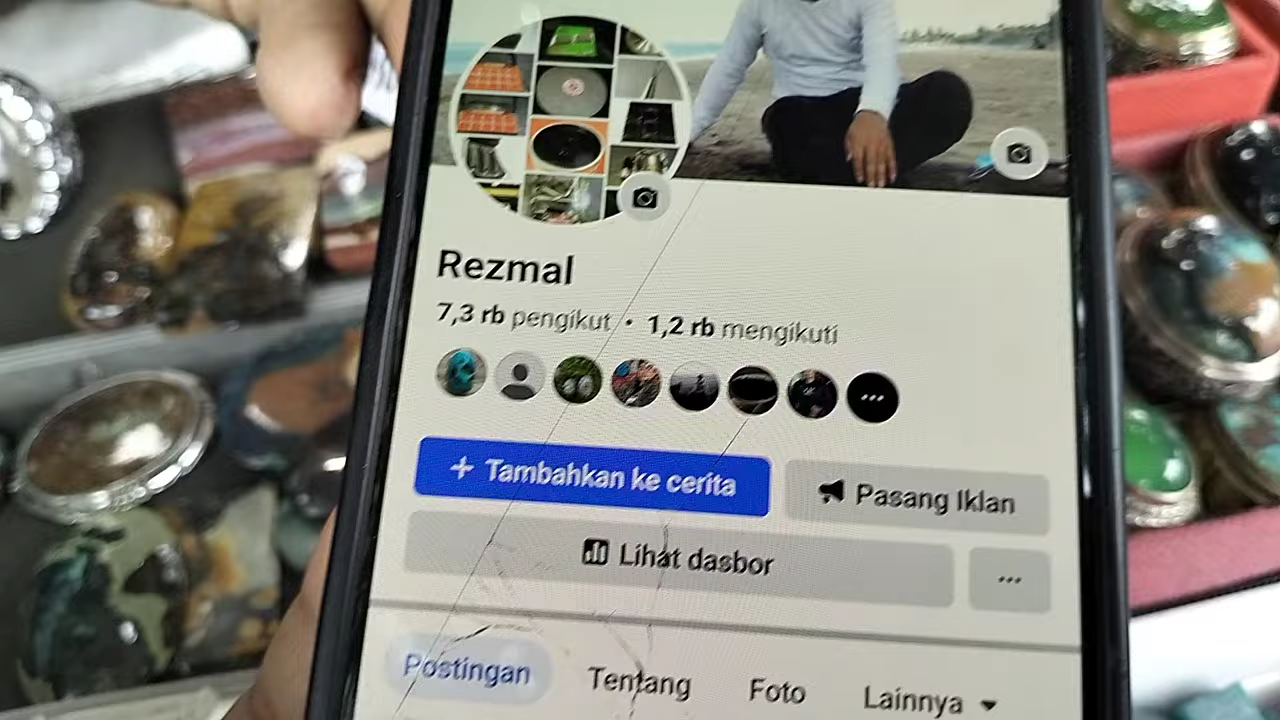 Rezmal
7,3 rb pengikut • 1,2 rb mengikuti
+ Tambahkan ke cerita
Pasang Iklan
Lihat dasbor
Postingan Tentang Foto Lainnya